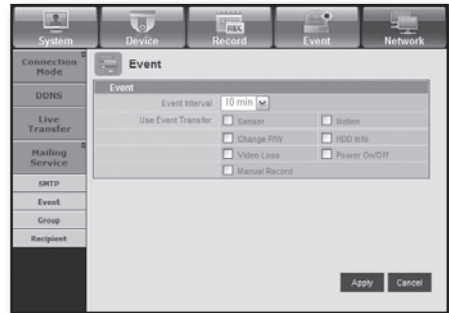 System Device Record Event Network
REC
Connection Mode
DDNS
Live Transfer
Mailing Service
SMTP
Event
Group
Recipient
Event
Event
Event Interval 10 min
Use Event Transfer Sensor Motion
Change P/W HDD Info
Video Loss Power On/Off
Manual Record
Apply Cancel